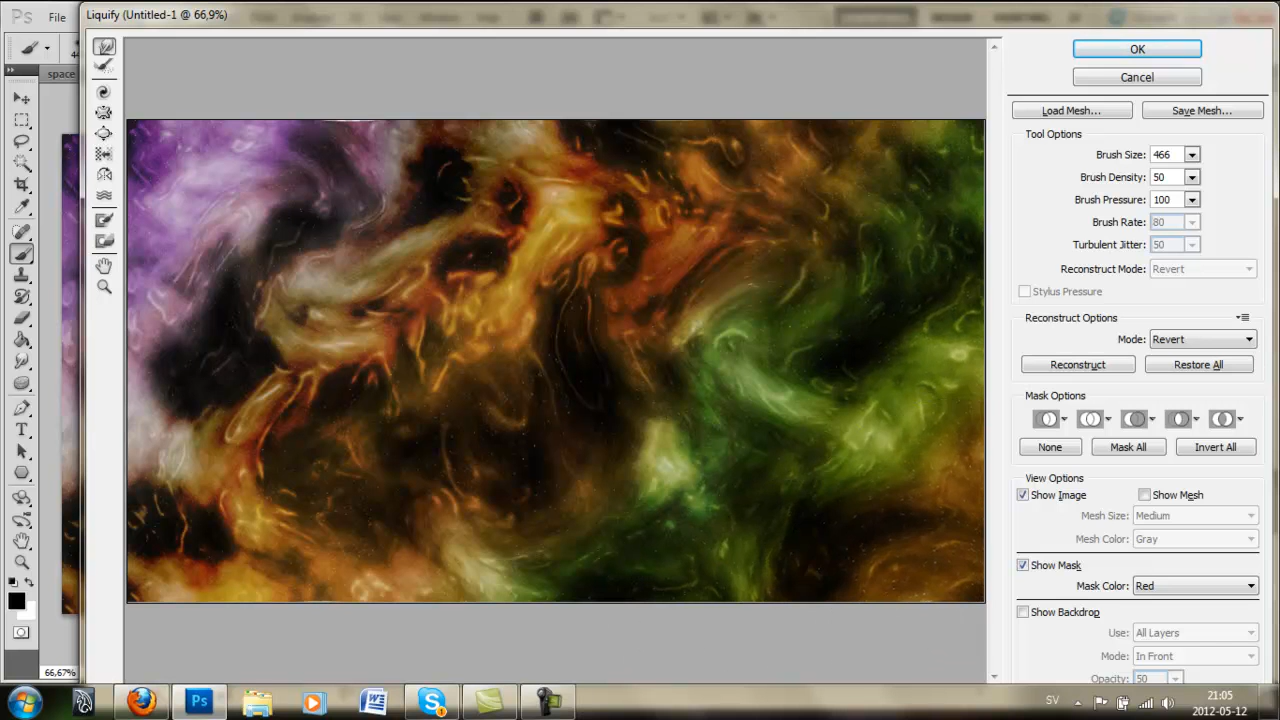 Liquify (Untitled-1 @ 66,9%)
Ps
File
space
OK
Cancel
Load Mesh...
Save Mesh...
Tool Options
Brush Size: 466
Brush Density: 50
Brush Pressure: 100
Brush Rate: 80
Turbulent Jitter: 50
Reconstruct Mode: Revert
Stylus Pressure
Reconstruct Options
Mode: Revert
Reconstruct
Restore All
Mask Options
None
Mask All
Invert All
View Options
Show Image
Show Mesh
Mesh Size: Medium
Mesh Color: Gray
Show Mask
Mask Color: Red
Show Backdrop
Use: All Layers
Mode: In Front
Opacity: 50
66,67%
Ps
W
S
SV
21:05
2012-05-12